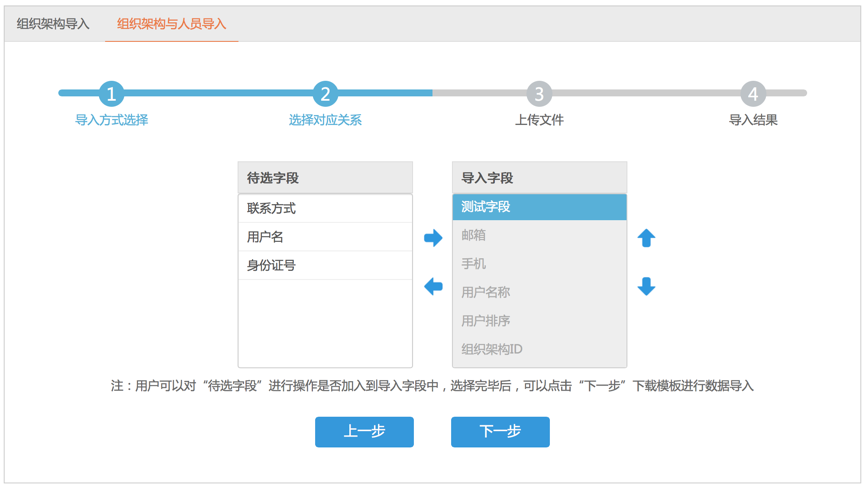 组织架构导入 组织架构与人员导入
1 2 3 4
导入方式选择 选择对应关系 上传文件 导入结果
待选字段
联系方式
用户名
身份证号
导入字段
测试字段
邮箱
手机
用户名称
用户排序
组织架构ID
注：用户可以对“待选字段”进行操作是否加入到导入字段中，选择完毕后，可以点击“下一步”下载模板进行数据导入
上一步 下一步